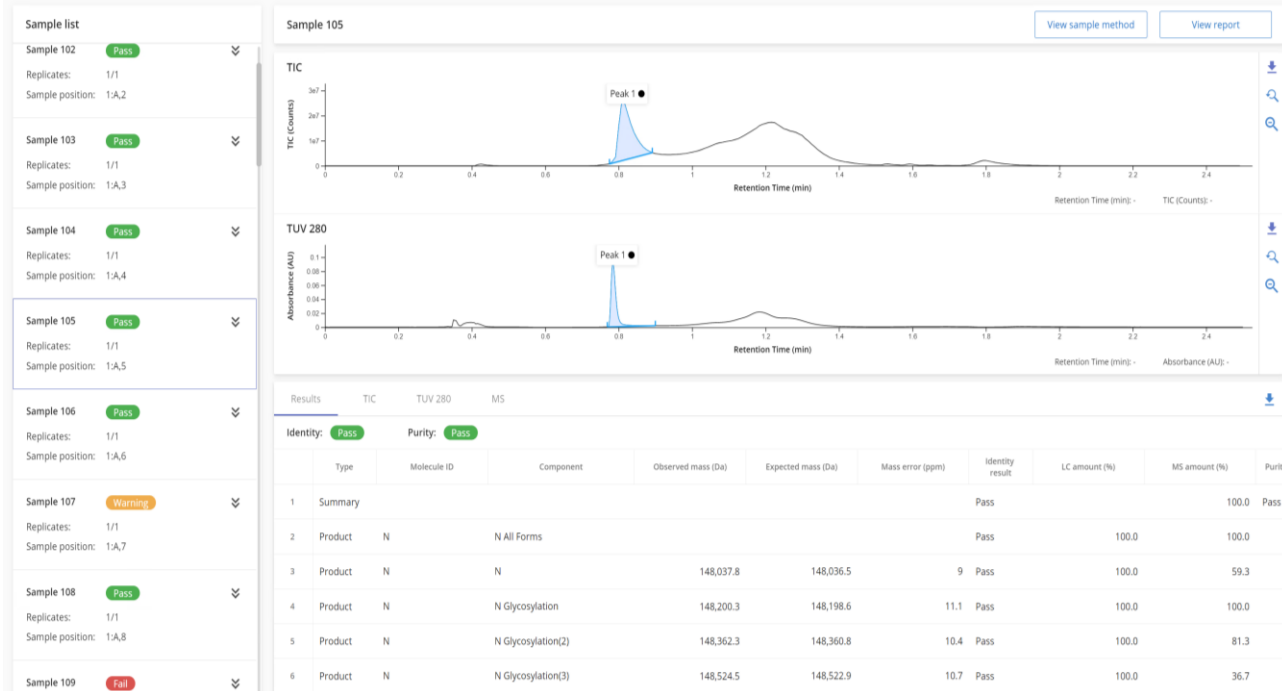 Sample list
Sample 102 Pass
Replicates: 1/1
Sample position: 1:A,2
Sample 103 Pass
Replicates: 1/1
Sample position: 1:A,3
Sample 104 Pass
Replicates: 1/1
Sample position: 1:A,4
Sample 105 Pass
Replicates: 1/1
Sample position: 1:A,5
Sample 106 Pass
Replicates: 1/1
Sample position: 1:A,6
Sample 107 Warning
Replicates: 1/1
Sample position: 1:A,7
Sample 108 Pass
Replicates: 1/1
Sample position: 1:A,8
Sample 109 Fail
Sample 105 View sample method View report
TIC
TIC (Counts)
3e7
2e7
1e7
0
Peak 1
0 0.2 0.4 0.6 0.8 1 1.2 1.4 1.6 1.8 2 2.2 2.4
Retention Time (min)
Retention Time (min): - TIC (Counts): -
TUV 280
Absorbance (AU)
0.1
0.08
0.06
0.04
0.02
0
Peak 1
0 0.2 0.4 0.6 0.8 1 1.2 1.4 1.6 1.8 2 2.2 2.4
Retention Time (min)
Retention Time (min): - Absorbance (AU): -
Results TIC TUV 280 MS
Identity: Pass Purity: Pass
Type Molecule ID Component Observed mass (Da) Expected mass (Da) Mass error (ppm) Identity result LC amount (%) MS amount (%) Purit
1 Summary Pass 100.0 Pass
2 Product N N All Forms Pass 100.0 100.0
3 Product N N 148,037.8 148,036.5 9 Pass 100.0 59.3
4 Product N N Glycosylation 148,200.3 148,198.6 11.1 Pass 100.0 100.0
5 Product N N Glycosylation(2) 148,362.3 148,360.8 10.4 Pass 100.0 81.3
6 Product N N Glycosylation(3) 148,524.5 148,522.9 10.7 Pass 100.0 36.7